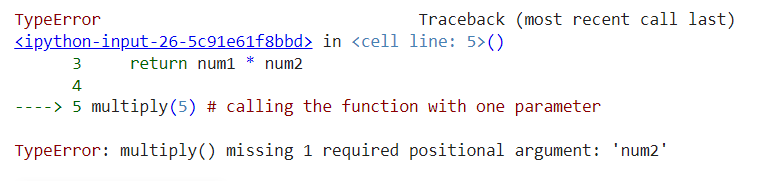 TypeError                                 Traceback (most recent call last)
<ipython-input-26-5c91e61f8bbd> in <cell line: 5>()
      3     return num1 * num2
      4
----> 5 multiply(5) # calling the function with one parameter

TypeError: multiply() missing 1 required positional argument: 'num2'